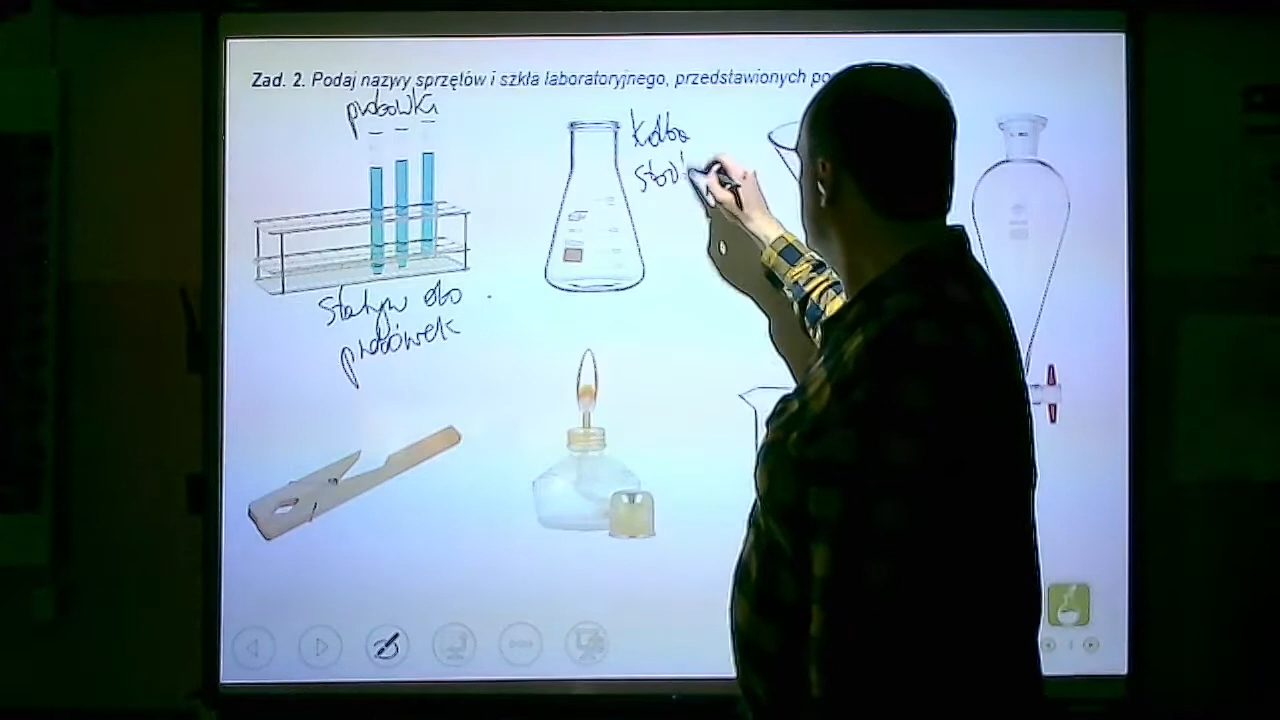 Zad. 2. Podaj nazwy sprzętów i szkła laboratoryjnego, przedstawionych po
probówki
kolba
stoż
statyw do
probówek